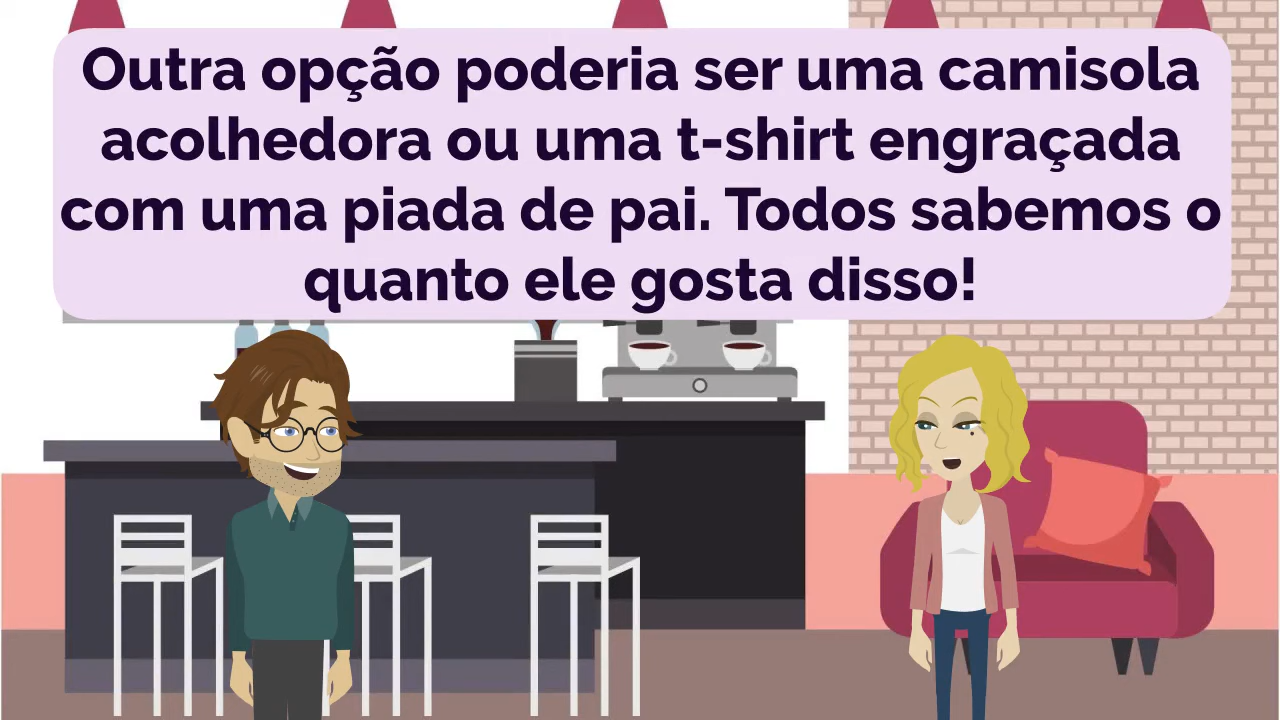 Outra opção poderia ser uma camisola
acolhedora ou uma t-shirt engraçada
com uma piada de pai. Todos sabemos o
quanto ele gosta disso!